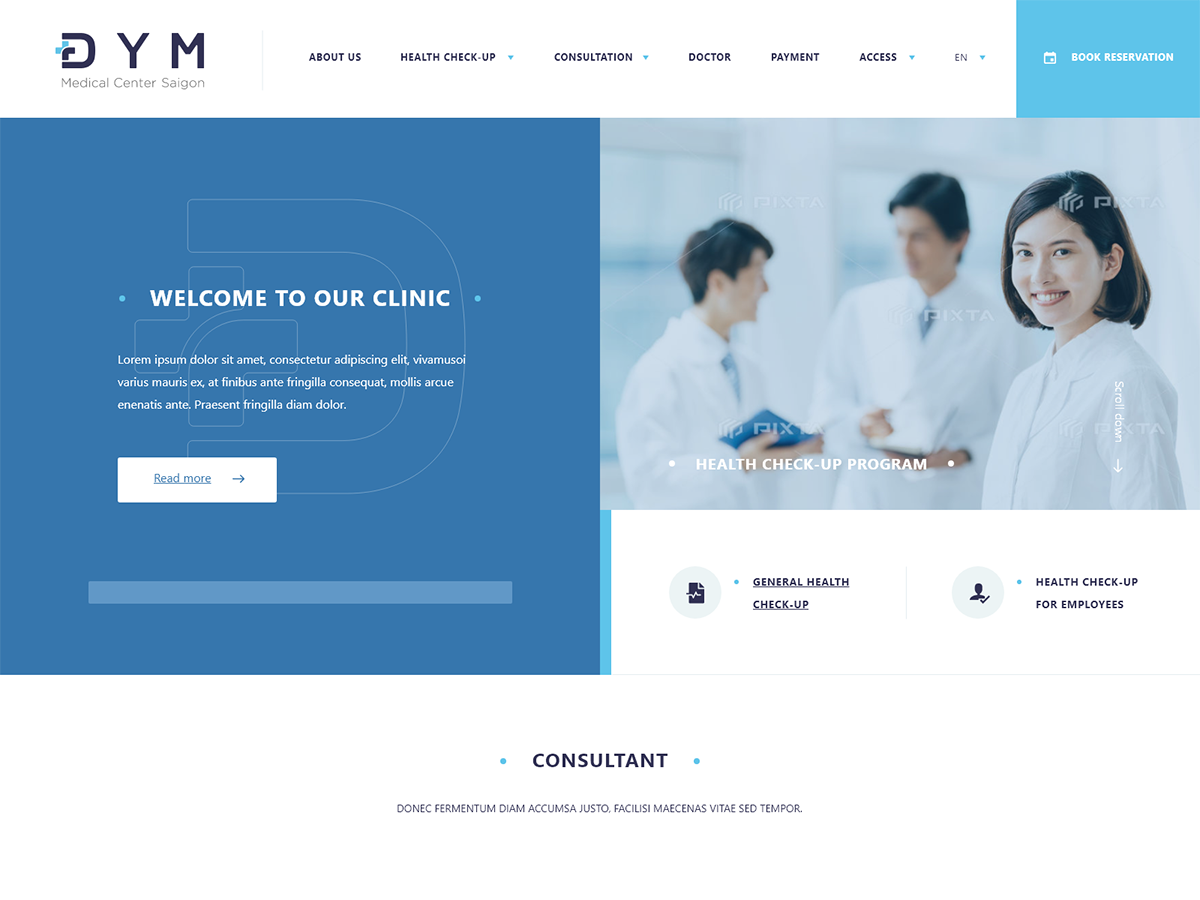 DYM
Medical Center Saigon
ABOUT US
HEALTH CHECK-UP
CONSULTATION
DOCTOR
PAYMENT
ACCESS
EN
BOOK RESERVATION
WELCOME TO OUR CLINIC
Lorem ipsum dolor sit amet, consectetur adipiscing elit, vivamusoi
varius mauris ex, at finibus ante fringilla consequat, mollis arcue
enenatis ante. Praesent fringilla diam dolor.
Read more
PIXTA
PIXTA
PIXTA
PIXTA
PIXTA
Scroll down
HEALTH CHECK-UP PROGRAM
GENERAL HEALTH
CHECK-UP
HEALTH CHECK-UP
FOR EMPLOYEES
CONSULTANT
DONEC FERMENTUM DIAM ACCUMSA JUSTO, FACILISI MAECENAS VITAE SED TEMPOR.